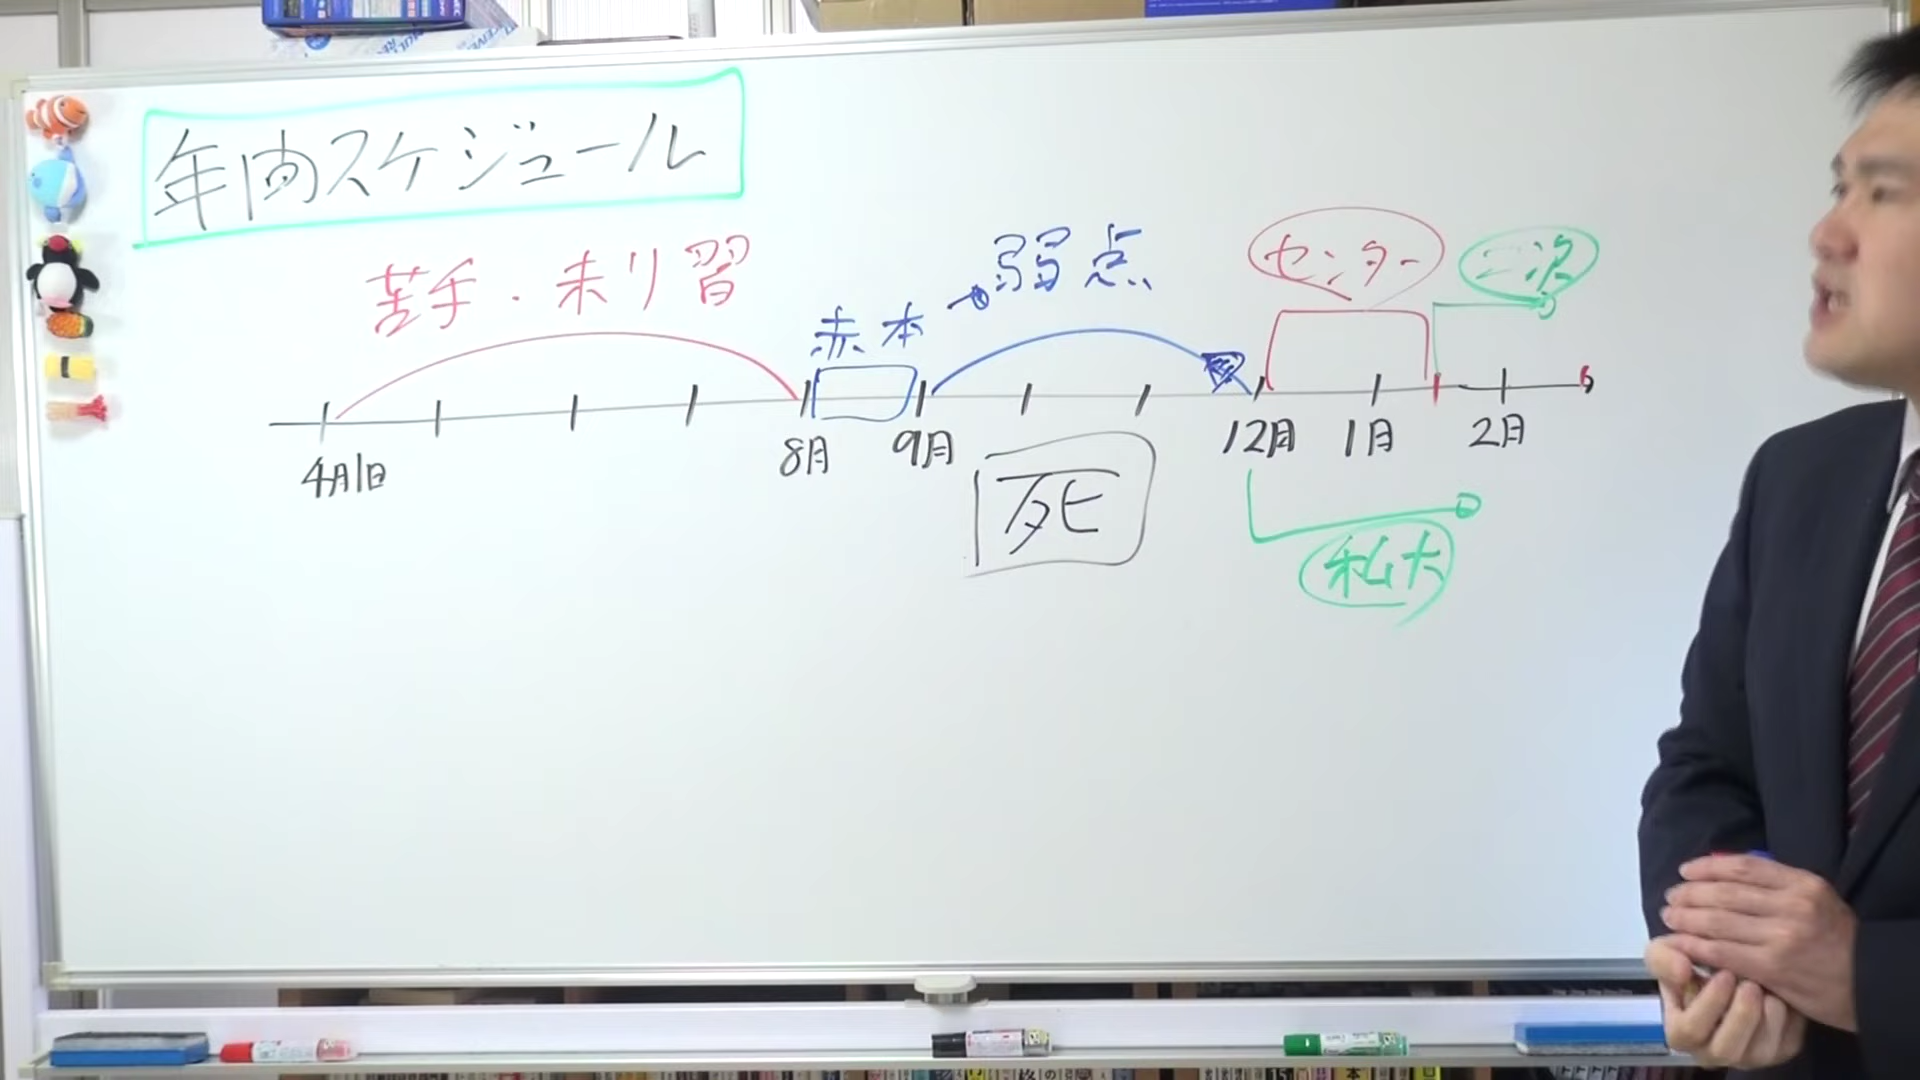 年間スケジュール
苦手・未リ習
赤本
弱点
センター
二次
4月1日
8月
9月
12月
1月
2月
死
私大